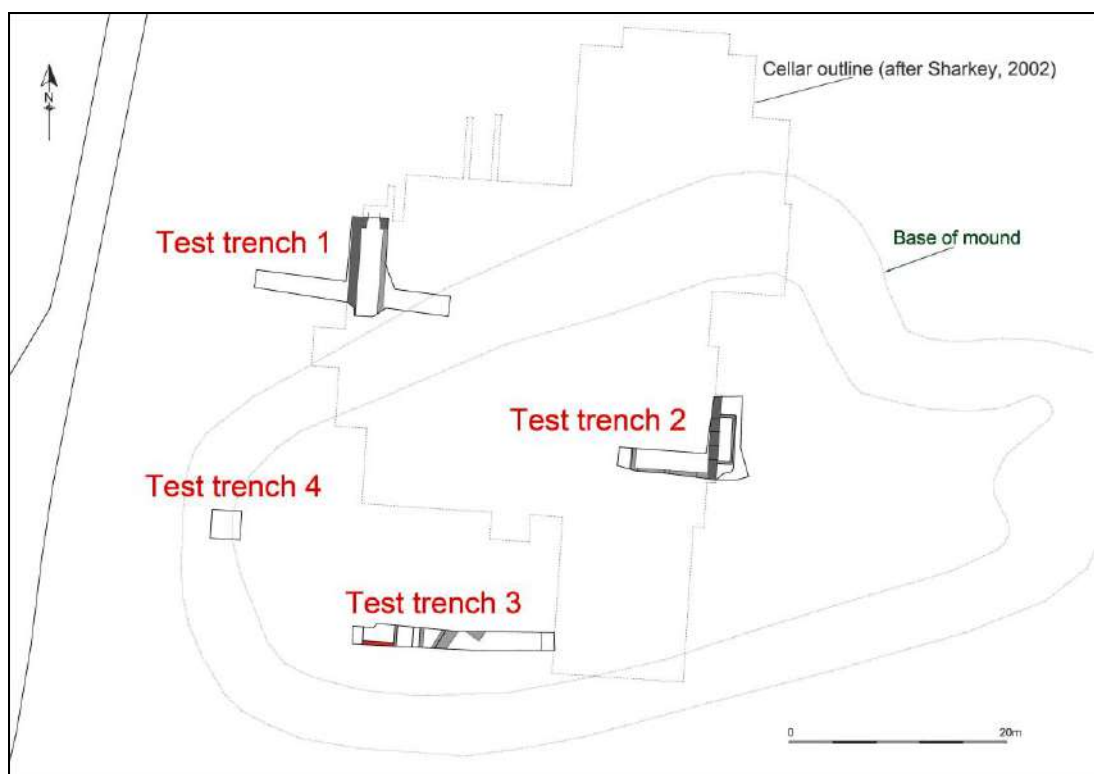 Cellar outline (after Sharkey, 2002)
N
Test trench 1
Base of mound
Test trench 2
Test trench 4
Test trench 3
0
20m